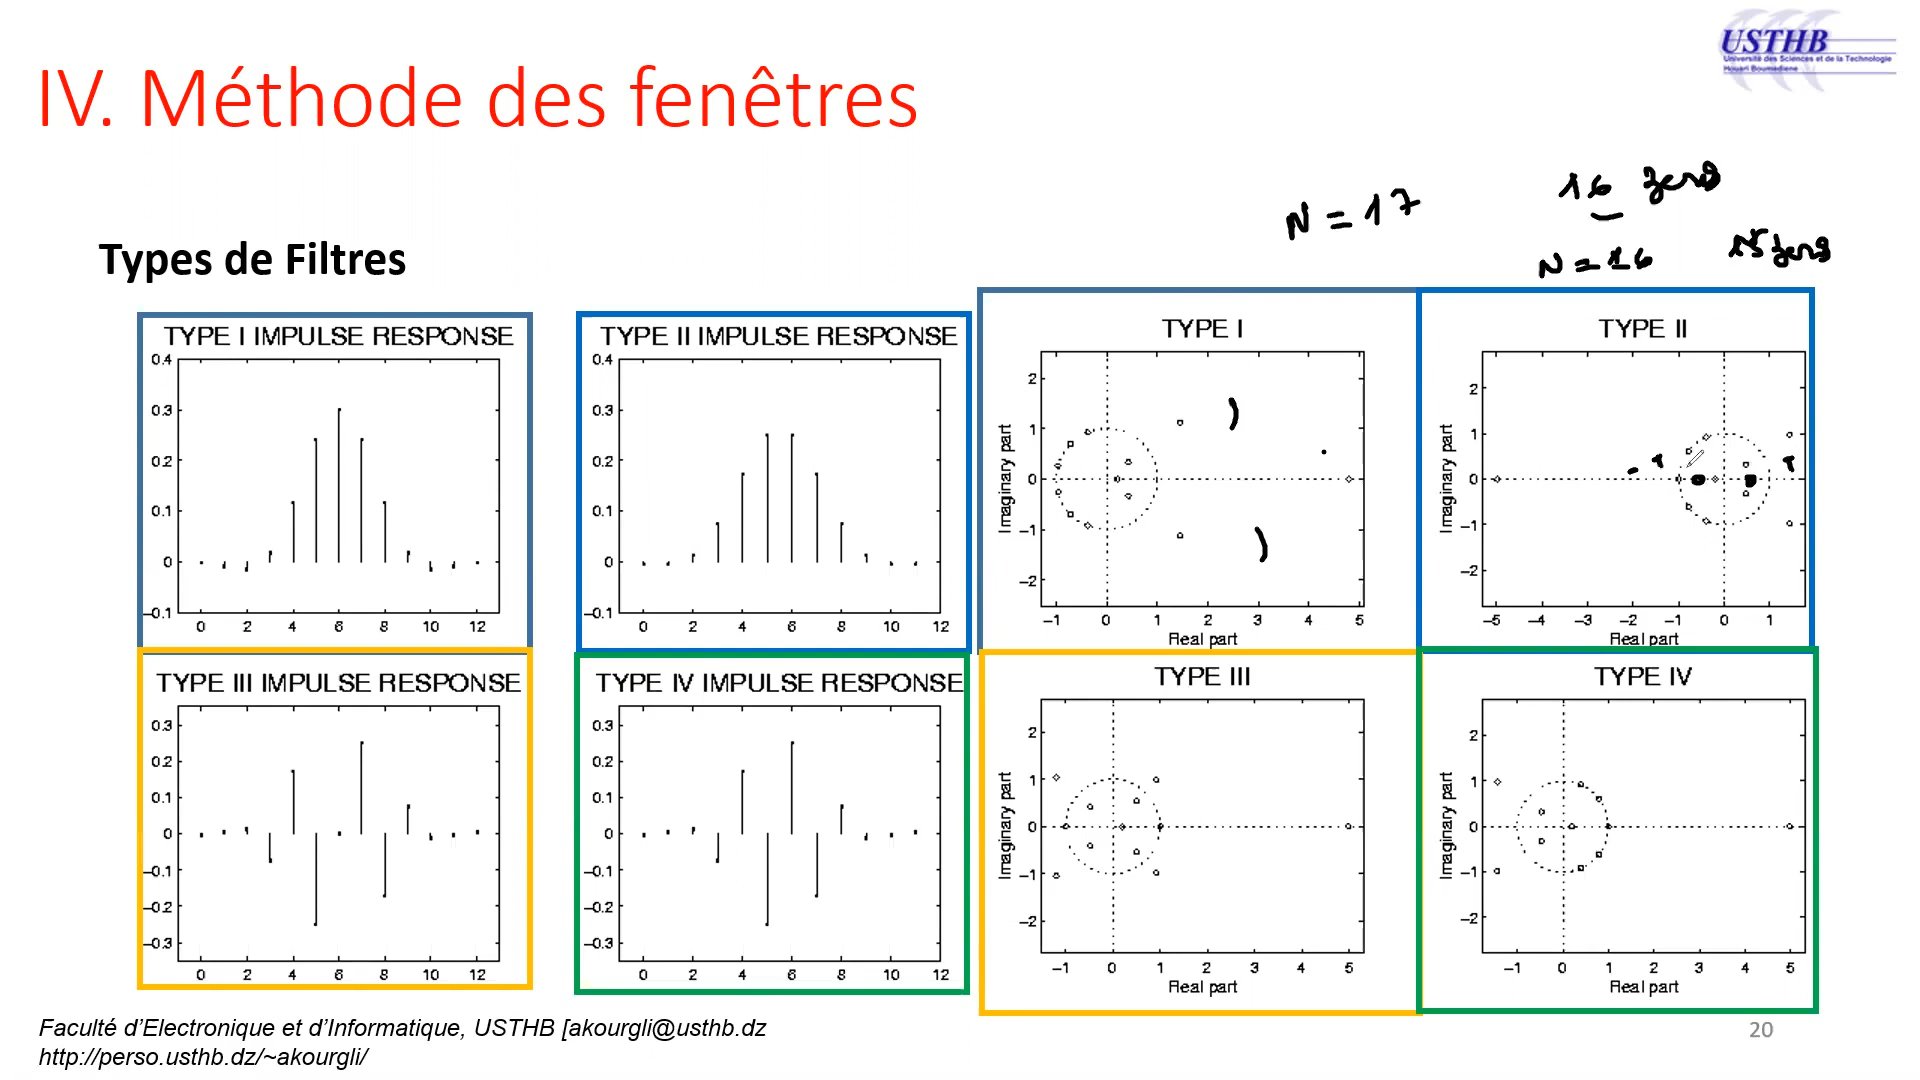 USTHB
Université des Sciences et de la Technologie
Houari Boumediene
IV. Méthode des fenêtres
N = 17
16 zeros
N = 16
15 zeros
Types de Filtres
TYPE I IMPULSE RESPONSE
0.4
0.3
0.2
0.1
0
−0.1
0 2 4 6 8 10 12
TYPE II IMPULSE RESPONSE
0.4
0.3
0.2
0.1
0
−0.1
0 2 4 6 8 10 12
TYPE I
Imaginary part
2
1
0
−1
−2
−1 0 1 2 3 4 5
Real part
TYPE II
Imaginary part
2
1
0
−1
−2
−5 −4 −3 −2 −1 0 1
Real part
TYPE III IMPULSE RESPONSE
0.3
0.2
0.1
0
−0.1
−0.2
−0.3
0 2 4 6 8 10 12
TYPE IV IMPULSE RESPONSE
0.3
0.2
0.1
0
−0.1
−0.2
−0.3
0 2 4 6 8 10 12
TYPE III
Imaginary part
2
1
0
−1
−2
−1 0 1 2 3 4 5
Real part
TYPE IV
Imaginary part
2
1
0
−1
−2
−1 0 1 2 3 4 5
Real part
Faculté d'Electronique et d'Informatique, USTHB [akourgli@usthb.dz
http://perso.usthb.dz/~akourgli/
20